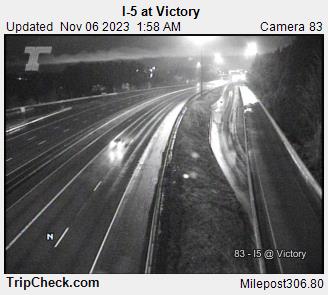 I-5 at Victory
Updated  Nov 06 2023  1:58 AM
Camera 83
T
N
83 - I5 @ Victory
TripCheck.com
Milepost306.80